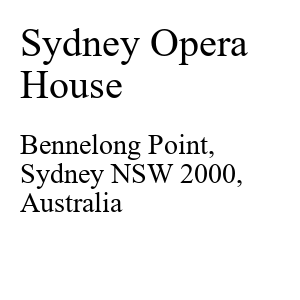 Sydney Opera
House
Bennelong Point,
Sydney NSW 2000,
Australia